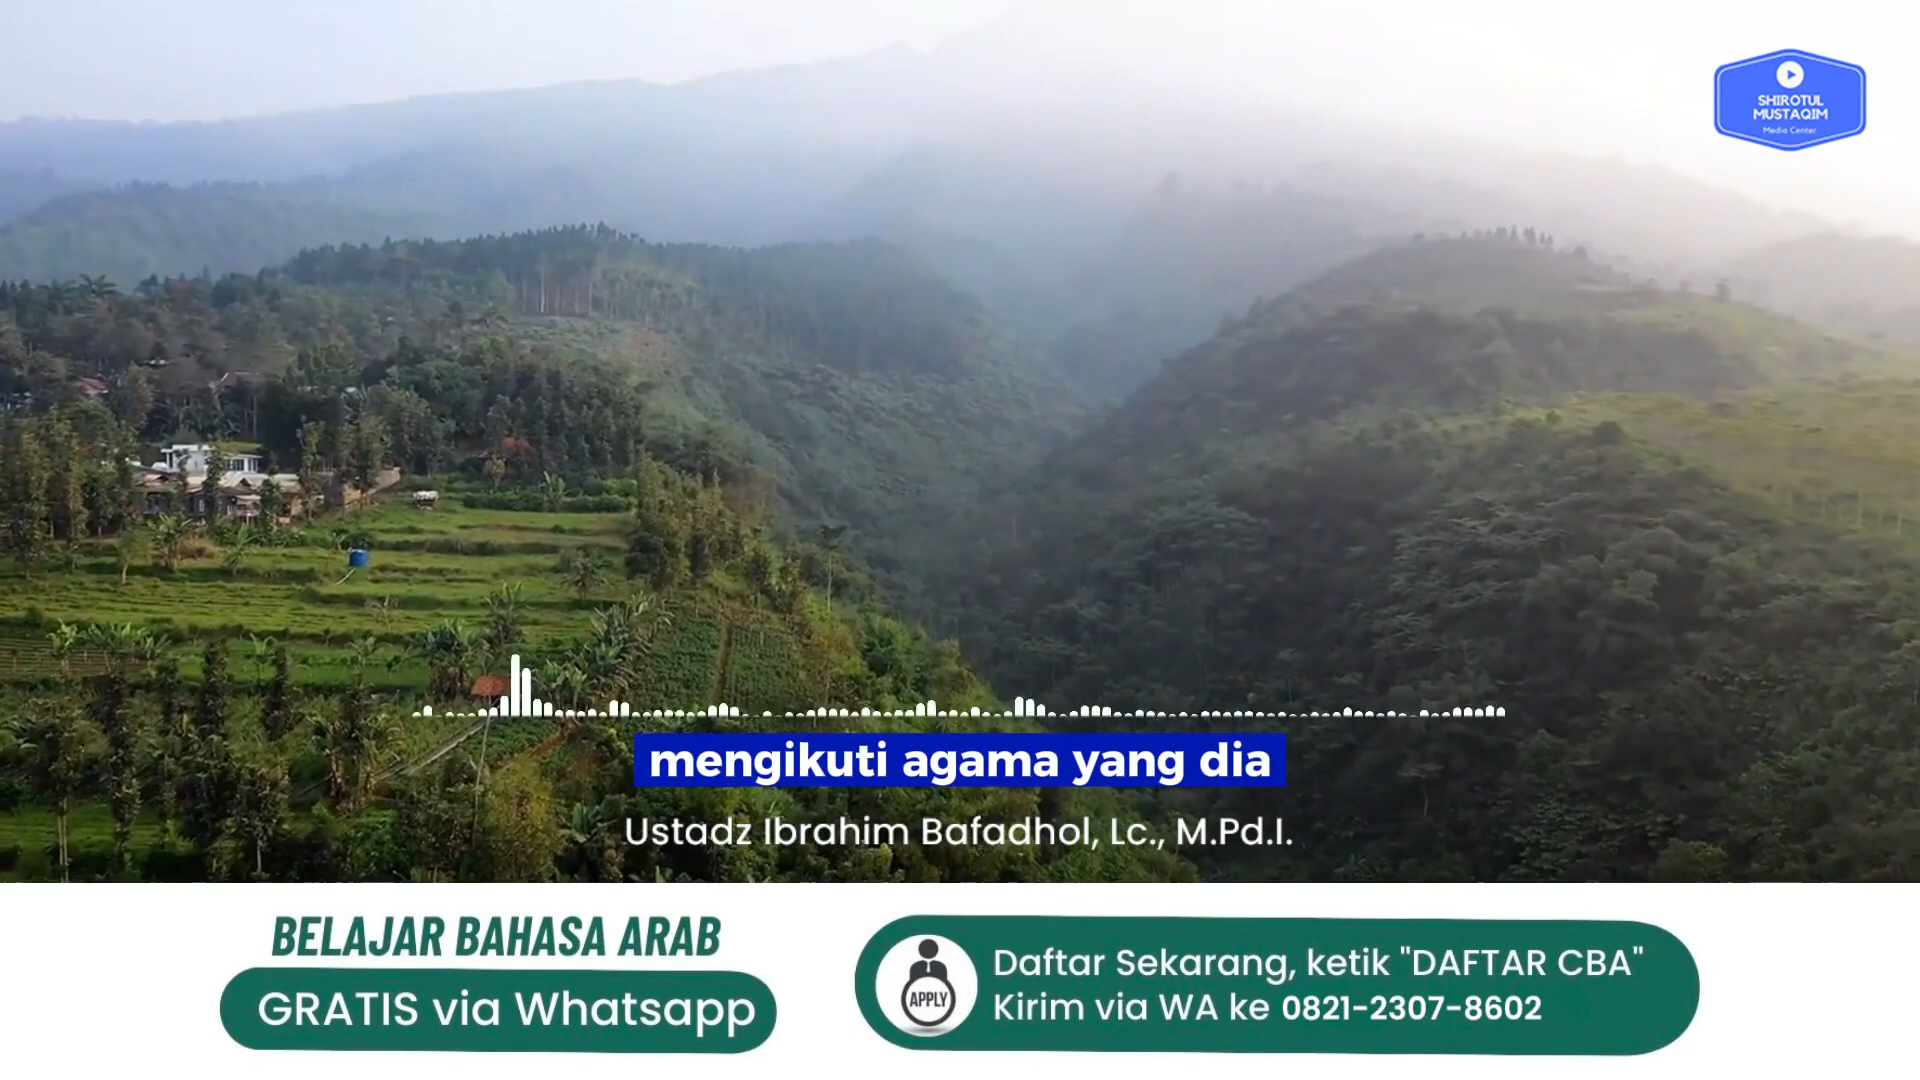 SHIROTUL
MUSTAQIM
Media Center
mengikuti agama yang dia
Ustadz Ibrahim Bafadhol, Lc., M.Pd.I.
BELAJAR BAHASA ARAB
GRATIS via Whatsapp
APPLY
Daftar Sekarang, ketik "DAFTAR CBA"
Kirim via WA ke 0821-2307-8602